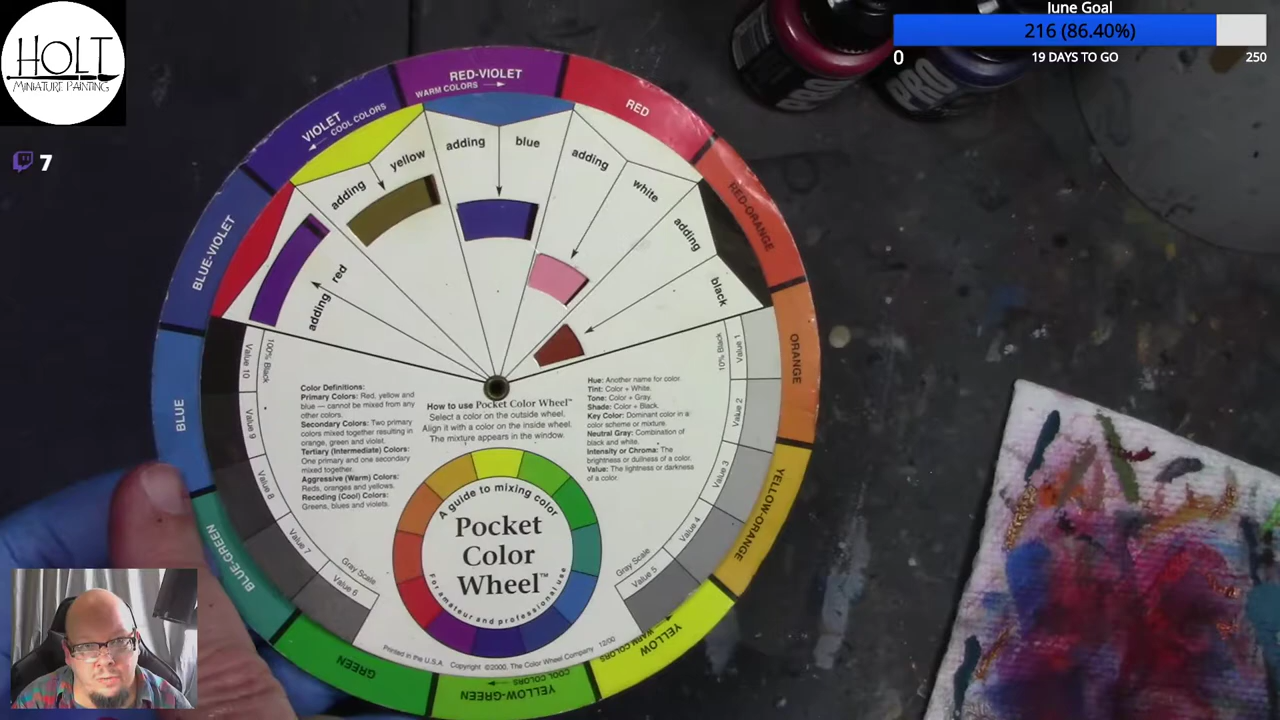 HOLT
MINIATURE PAINTING
7
June Goal
216 (86.40%)
0
19 DAYS TO GO
250
PRO
PRO
RED-VIOLET
WARM COLORS
RED
RED-ORANGE
ORANGE
YELLOW-ORANGE
YELLOW
WARM COLORS
COOL COLORS
YELLOW-GREEN
GREEN
BLUE-GREEN
BLUE
BLUE-VIOLET
VIOLET
COOL COLORS
adding red
adding yellow
adding blue
adding white
adding black
100% Black
Value 10
Value 9
Value 8
Value 7
Value 6
Gray Scale
10% Black
Value 1
Value 2
Value 3
Value 4
Value 5
Gray Scale
Color Definitions:
Primary Colors: Red, yellow and
blue — cannot be mixed from any
other colors.
Secondary Colors: Two primary
colors mixed together resulting in
orange, green and violet.
Tertiary (Intermediate) Colors:
One primary and one secondary
mixed together.
Aggressive (Warm) Colors:
Reds, oranges and yellows.
Receding (Cool) Colors:
Greens, blues and violets.
How to use Pocket Color Wheel™
Select a color on the outside wheel.
Align it with a color on the inside wheel.
The mixture appears in the window.
Hue: Another name for color.
Tint: Color + White.
Tone: Color + Gray.
Shade: Color + Black.
Key Color: Dominant color in a
color scheme or mixture.
Neutral Gray: Combination of
black and white.
Intensity or Chroma: The
brightness or dullness of a color.
Value: The lightness or darkness
of a color.
A guide to mixing color
Pocket
Color
Wheel™
For amateur and professional use
Printed in the U.S.A. Copyright ©2000, The Color Wheel Company 12/00